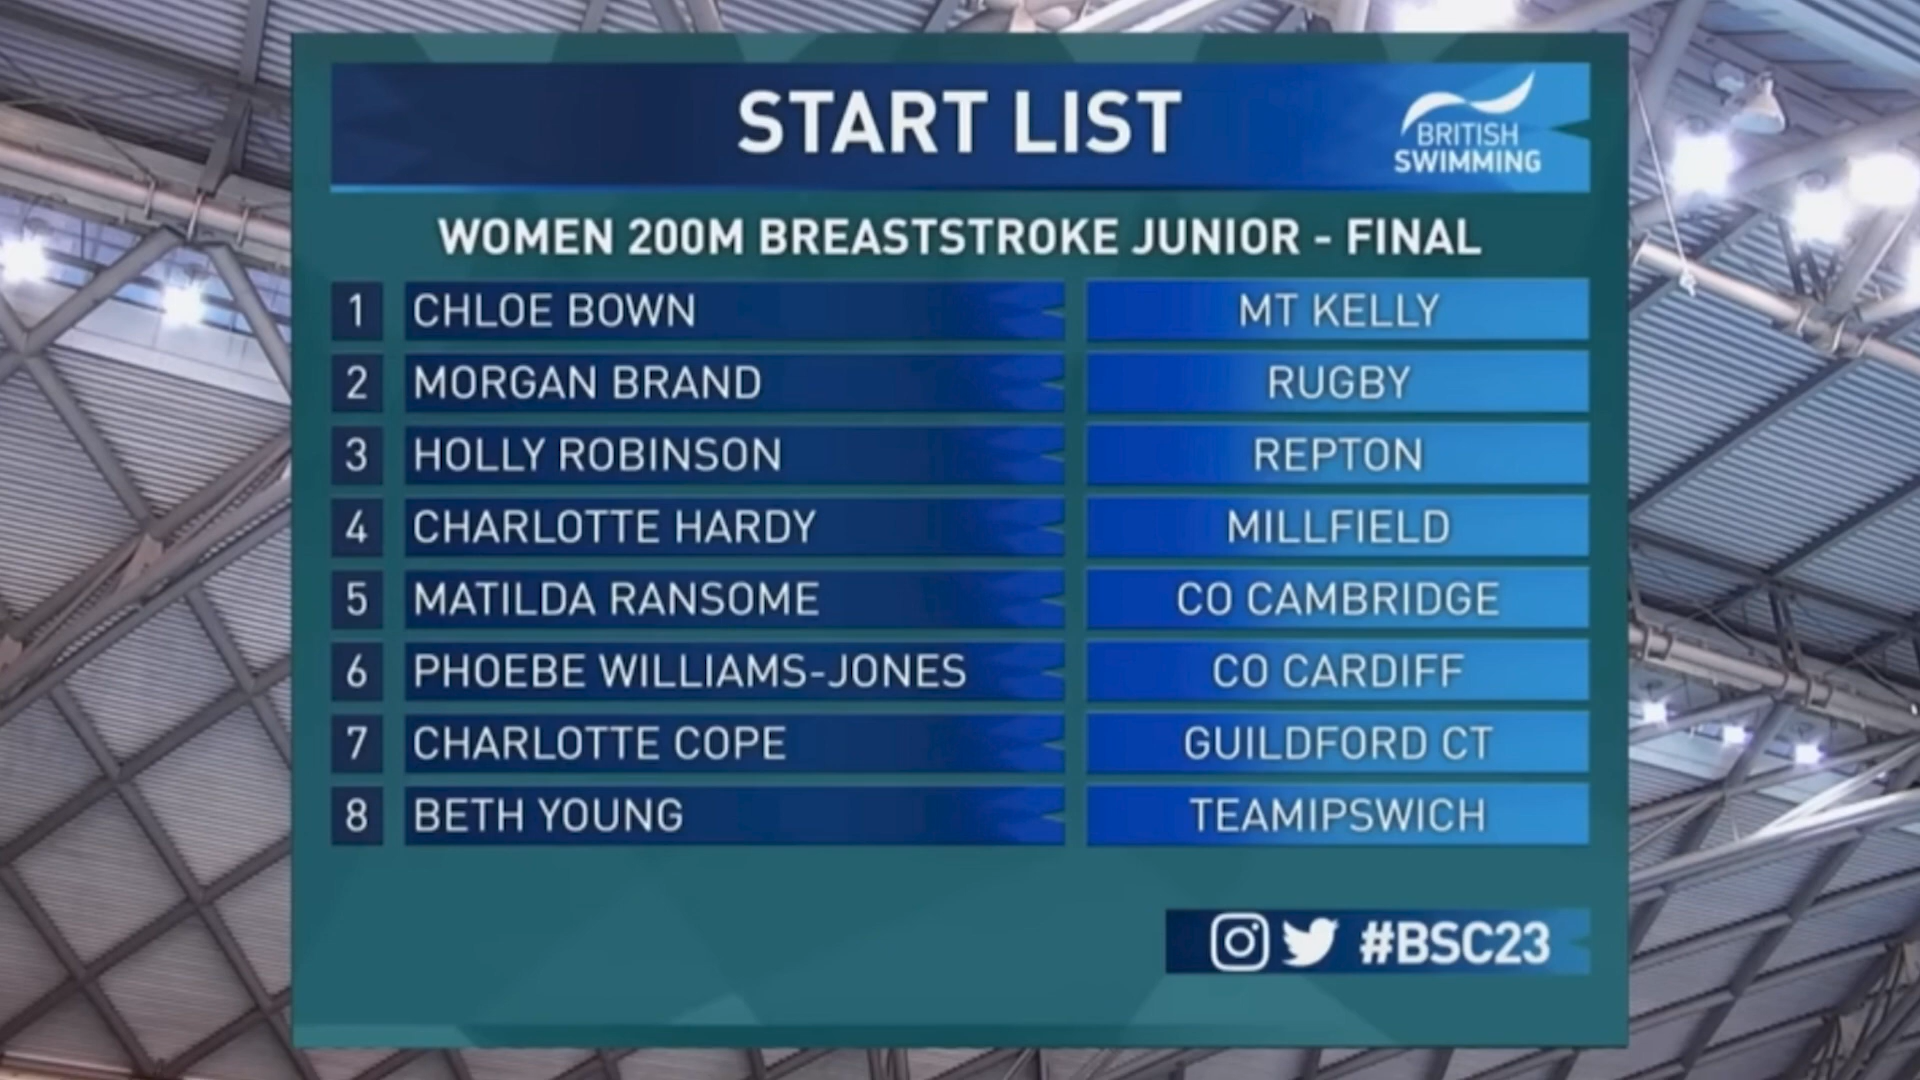 START LIST
BRITISH
SWIMMING
WOMEN 200M BREASTSTROKE JUNIOR - FINAL
1 CHLOE BOWN MT KELLY
2 MORGAN BRAND RUGBY
3 HOLLY ROBINSON REPTON
4 CHARLOTTE HARDY MILLFIELD
5 MATILDA RANSOME CO CAMBRIDGE
6 PHOEBE WILLIAMS-JONES CO CARDIFF
7 CHARLOTTE COPE GUILDFORD CT
8 BETH YOUNG TEAMIPSWICH
#BSC23